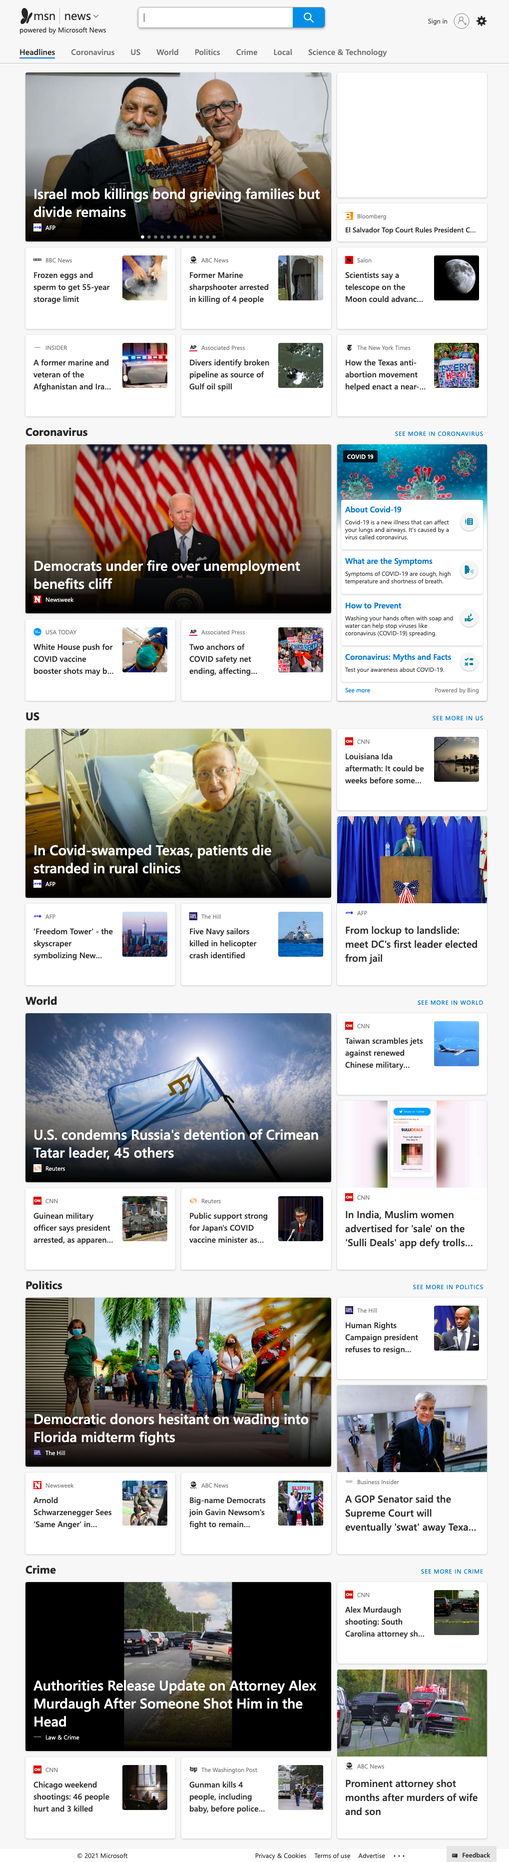 msn news
powered by Microsoft News
Sign in
Headlines Coronavirus US World Politics Crime Local Science & Technology
Israel mob killings bond grieving families but
divide remains
AFP
Bloomberg
El Salvador Top Court Rules President C...
BBC News
Frozen eggs and
sperm to get 55-year
storage limit
ABC News
Former Marine
sharpshooter arrested
in killing of 4 people
Salon
Scientists say a
telescope on the
Moon could advanc...
INSIDER
A former marine and
veteran of the
Afghanistan and Ira...
Associated Press
Divers identify broken
pipeline as source of
Gulf oil spill
The New York Times
How the Texas anti-
abortion movement
helped enact a near-...
Coronavirus
SEE MORE IN CORONAVIRUS
Democrats under fire over unemployment
benefits cliff
Newsweek
COVID 19
About Covid-19
Covid-19 is a new illness that can affect
your lungs and airways. It's caused by a
virus called coronavirus.
What are the Symptoms
Symptoms of COVID-19 are cough, high
temperature and shortness of breath.
How to Prevent
Washing your hands often with soap and
water can help stop viruses like
coronavirus (COVID-19) spreading.
Coronavirus: Myths and Facts
Test your awareness about COVID-19.
See more
Powered by Bing
USA TODAY
White House push for
COVID vaccine
booster shots may b...
Associated Press
Two anchors of
COVID safety net
ending, affecting...
US
SEE MORE IN US
In Covid-swamped Texas, patients die
stranded in rural clinics
AFP
CNN
Louisiana Ida
aftermath: It could be
weeks before some...
AFP
From lockup to landslide:
meet DC's first leader elected
from jail
AFP
'Freedom Tower' - the
skyscraper
symbolizing New...
The Hill
Five Navy sailors
killed in helicopter
crash identified
World
SEE MORE IN WORLD
U.S. condemns Russia's detention of Crimean
Tatar leader, 45 others
Reuters
CNN
Taiwan scrambles jets
against renewed
Chinese military...
SULLI DEALS
CNN
In India, Muslim women
advertised for 'sale' on the
'Sulli Deals' app defy trolls...
CNN
Guinean military
officer says president
arrested, as apparen...
Reuters
Public support strong
for Japan's COVID
vaccine minister as...
Politics
SEE MORE IN POLITICS
Democratic donors hesitant on wading into
Florida midterm fights
The Hill
The Hill
Human Rights
Campaign president
refuses to resign...
Business Insider
A GOP Senator said the
Supreme Court will
eventually 'swat' away Texa...
Newsweek
Arnold
Schwarzenegger Sees
'Same Anger' in...
ABC News
Big-name Democrats
join Gavin Newsom's
fight to remain...
Crime
SEE MORE IN CRIME
Authorities Release Update on Attorney Alex
Murdaugh After Someone Shot Him in the
Head
Law & Crime
CNN
Alex Murdaugh
shooting: South
Carolina attorney sh...
ABC News
Prominent attorney shot
months after murders of wife
and son
CNN
Chicago weekend
shootings: 46 people
hurt and 3 killed
The Washington Post
Gunman kills 4
people, including
baby, before police...
© 2021 Microsoft
Privacy & Cookies Terms of use Advertise ...
Feedback